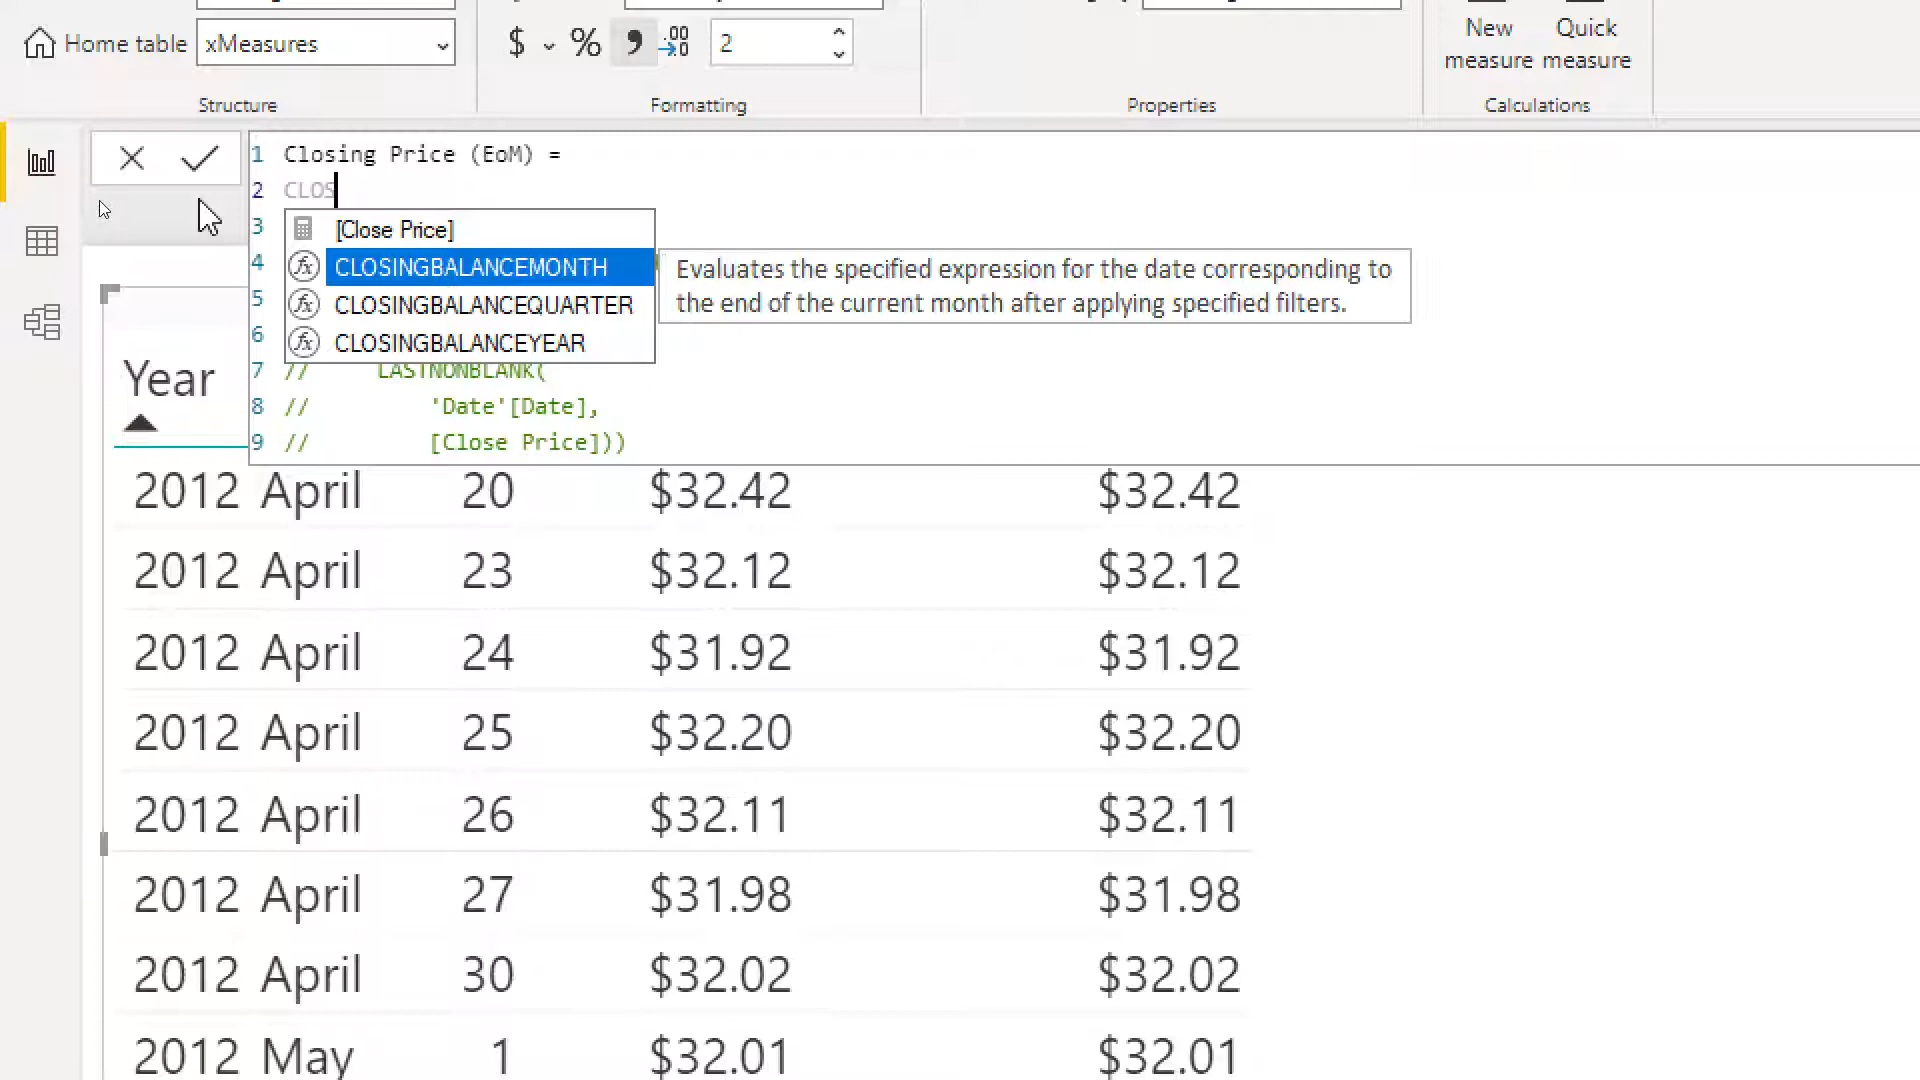 Home table xMeasures
$ % 9 .00 →0 2
New measure
Quick measure
Structure
Formatting
Properties
Calculations
1 Closing Price (EoM) =
2 CLOS
3 [Close Price]
4 CLOSINGBALANCEMONTH
Evaluates the specified expression for the date corresponding to
the end of the current month after applying specified filters.
5 CLOSINGBALANCEQUARTER
6 CLOSINGBALANCEYEAR
7 // LASTNONBLANK(
8 // 'Date'[Date],
9 // [Close Price]))
Year
2012 April 20 $32.42 $32.42
2012 April 23 $32.12 $32.12
2012 April 24 $31.92 $31.92
2012 April 25 $32.20 $32.20
2012 April 26 $32.11 $32.11
2012 April 27 $31.98 $31.98
2012 April 30 $32.02 $32.02
2012 May 1 $32.01 $32.01